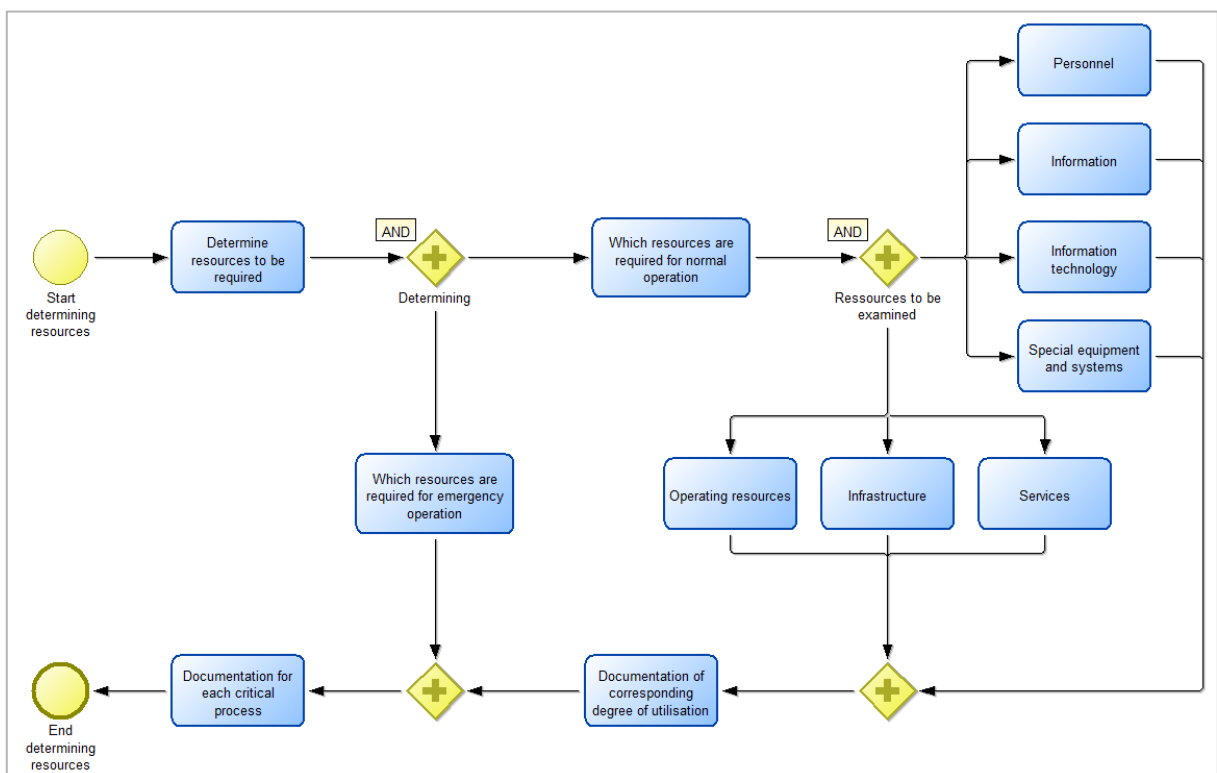 Personnel
Information
AND
AND
Determine
resources to be
required
Which resources are
required for normal
operation
Information
technology
Start
determining
resources
Determining
Ressources to be
examined
Special equipment
and systems
Which resources are
required for emergency
operation
Operating resources
Infrastructure
Services
Documentation for
each critical
process
Documentation of
corresponding
degree of utilisation
End
determining
resources